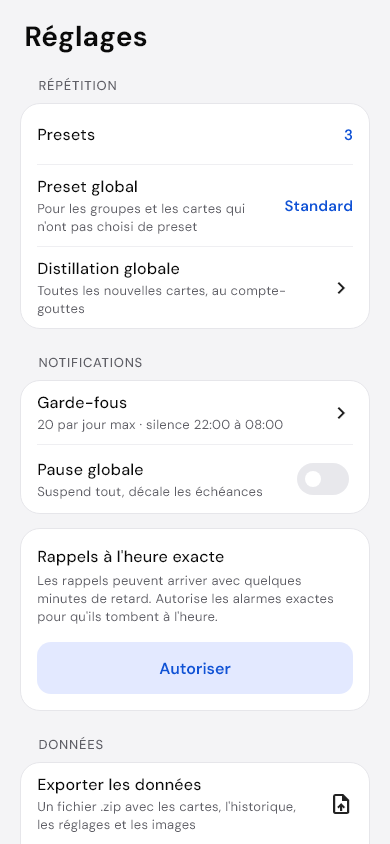 Réglages
RÉPÉTITION
Presets
3
Preset global
Pour les groupes et les cartes qui
n'ont pas choisi de preset
Standard
Distillation globale
Toutes les nouvelles cartes, au compte-
gouttes
NOTIFICATIONS
Garde-fous
20 par jour max · silence 22:00 à 08:00
Pause globale
Suspend tout, décale les échéances
Rappels à l'heure exacte
Les rappels peuvent arriver avec quelques
minutes de retard. Autorise les alarmes exactes
pour qu'ils tombent à l'heure.
Autoriser
DONNÉES
Exporter les données
Un fichier .zip avec les cartes, l'historique,
les réglages et les images